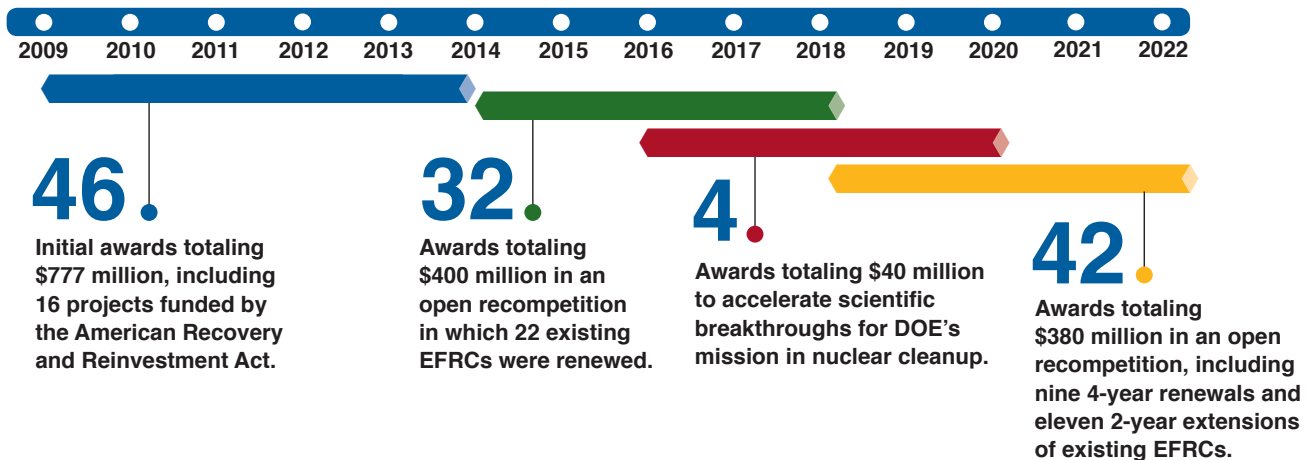 2009 2010 2011 2012 2013 2014 2015 2016 2017 2018 2019 2020 2021 2022
46
Initial awards totaling
$777 million, including
16 projects funded by
the American Recovery
and Reinvestment Act.
32
Awards totaling
$400 million in an
open recompetition
in which 22 existing
EFRCs were renewed.
4
Awards totaling $40 million
to accelerate scientific
breakthroughs for DOE's
mission in nuclear cleanup.
42
Awards totaling
$380 million in an open
recompetition, including
nine 4-year renewals and
eleven 2-year extensions
of existing EFRCs.